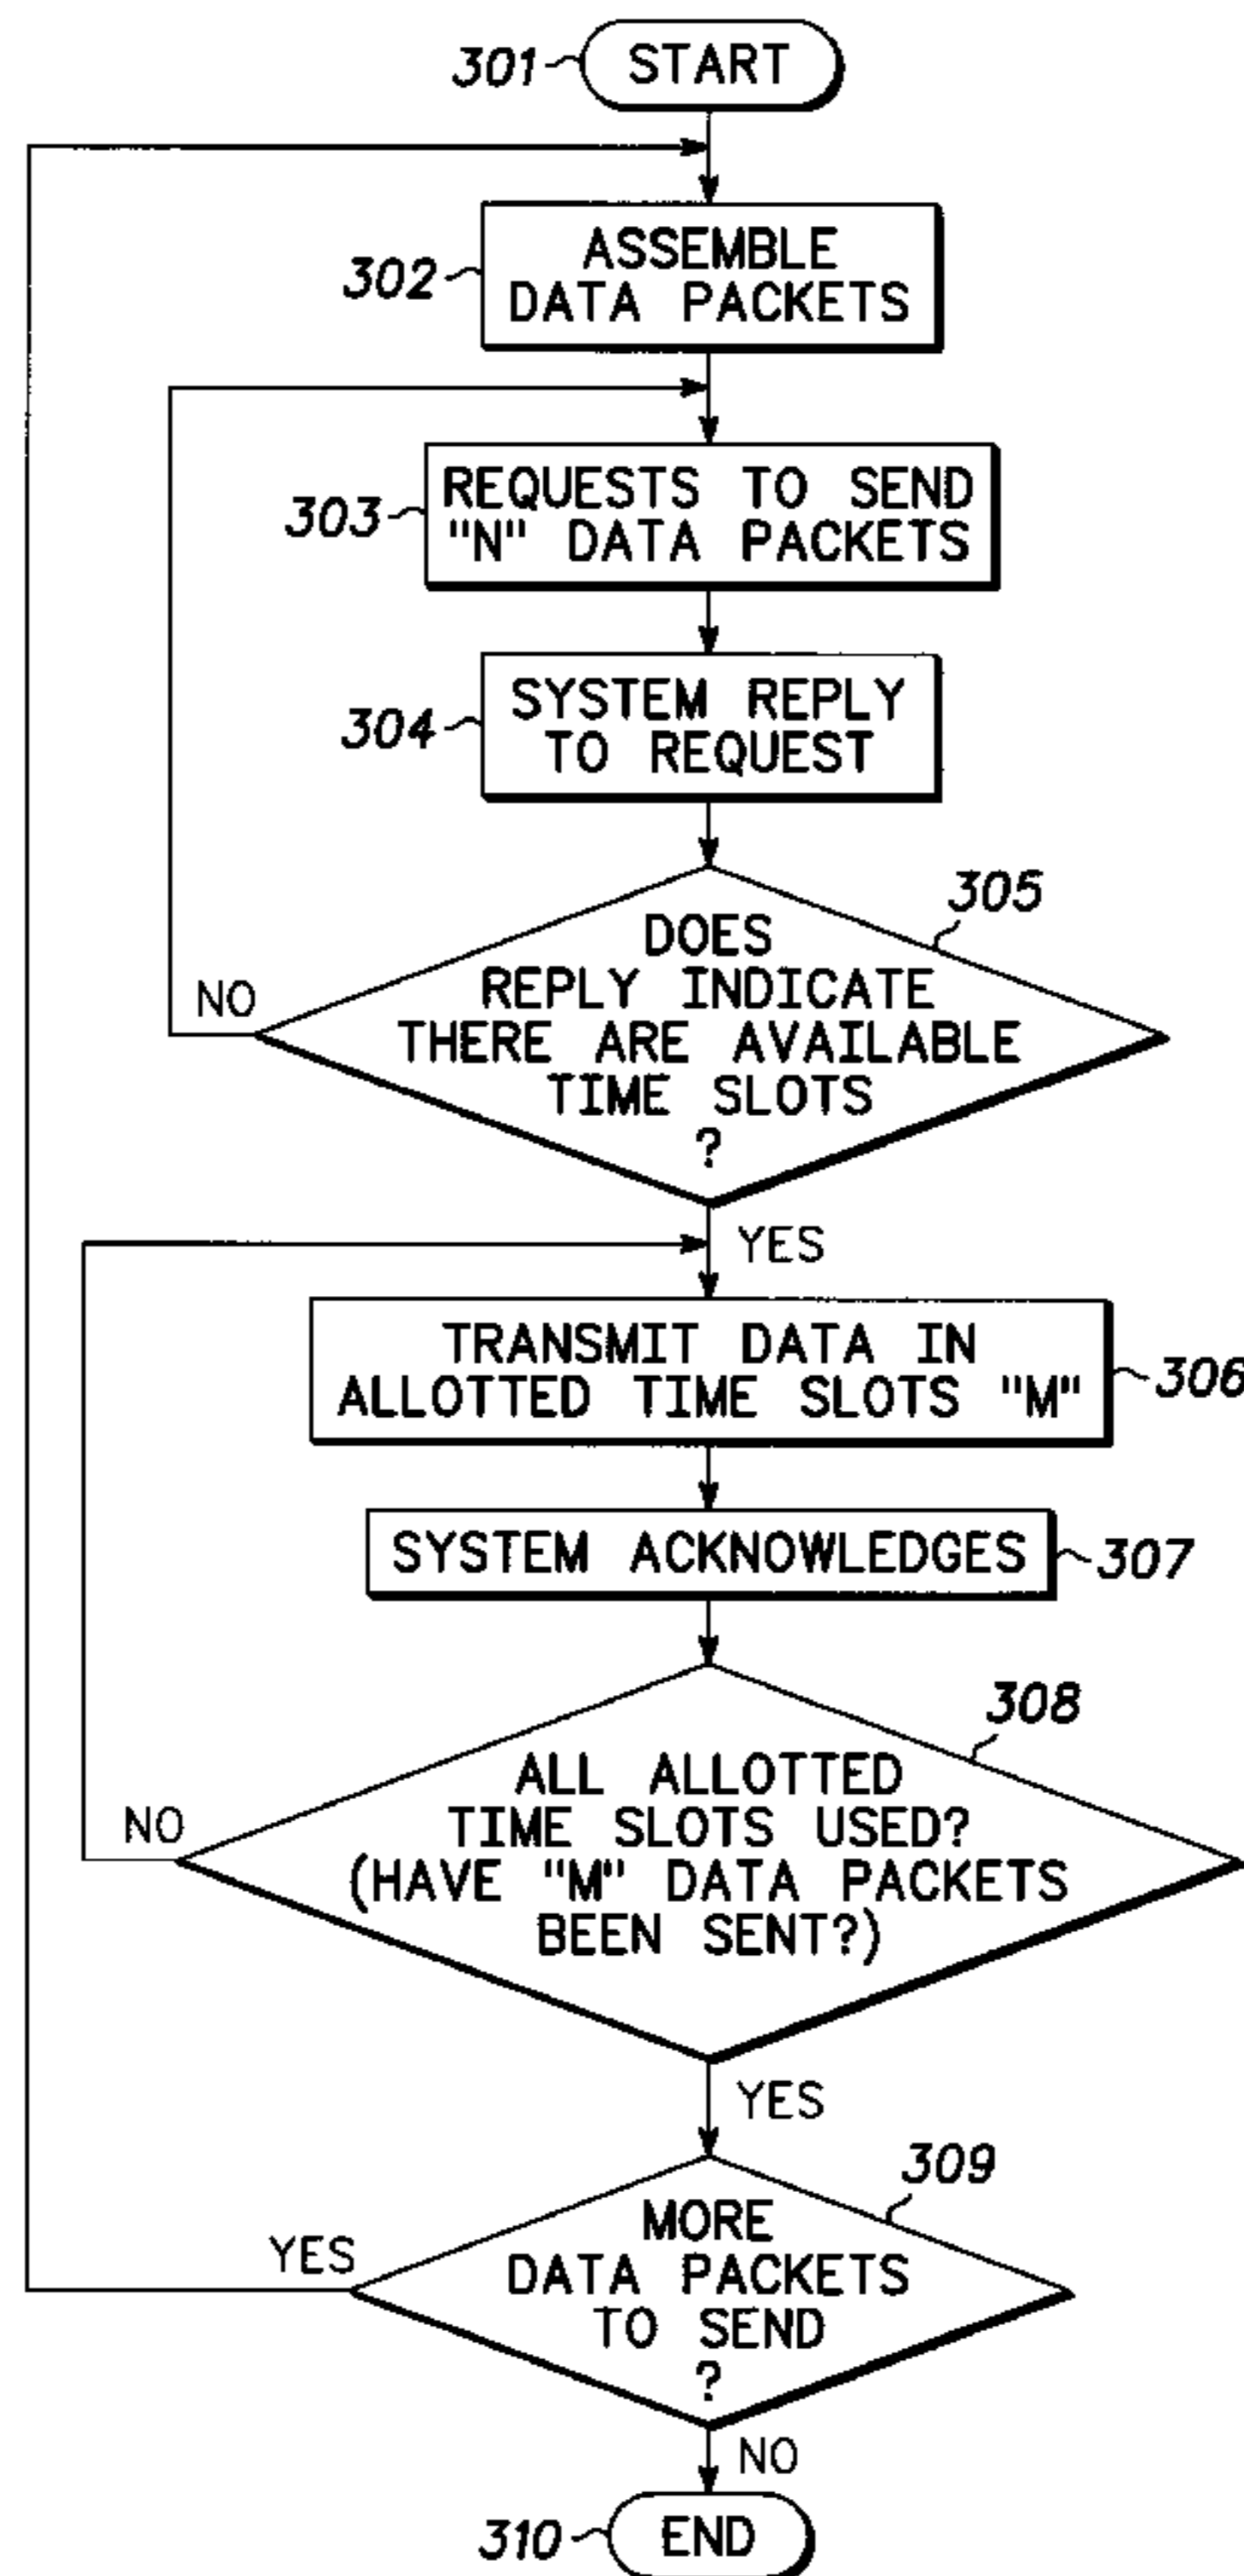 301
START
302
ASSEMBLE
DATA PACKETS
303
REQUESTS TO SEND
"N" DATA PACKETS
304
SYSTEM REPLY
TO REQUEST
305
DOES
REPLY INDICATE
THERE ARE AVAILABLE
TIME SLOTS
?
NO
YES
TRANSMIT DATA IN
ALLOTTED TIME SLOTS "M"
306
SYSTEM ACKNOWLEDGES
307
308
ALL ALLOTTED
TIME SLOTS USED?
(HAVE "M" DATA PACKETS
BEEN SENT?)
NO
YES
309
MORE
DATA PACKETS
TO SEND
?
YES
NO
310
END